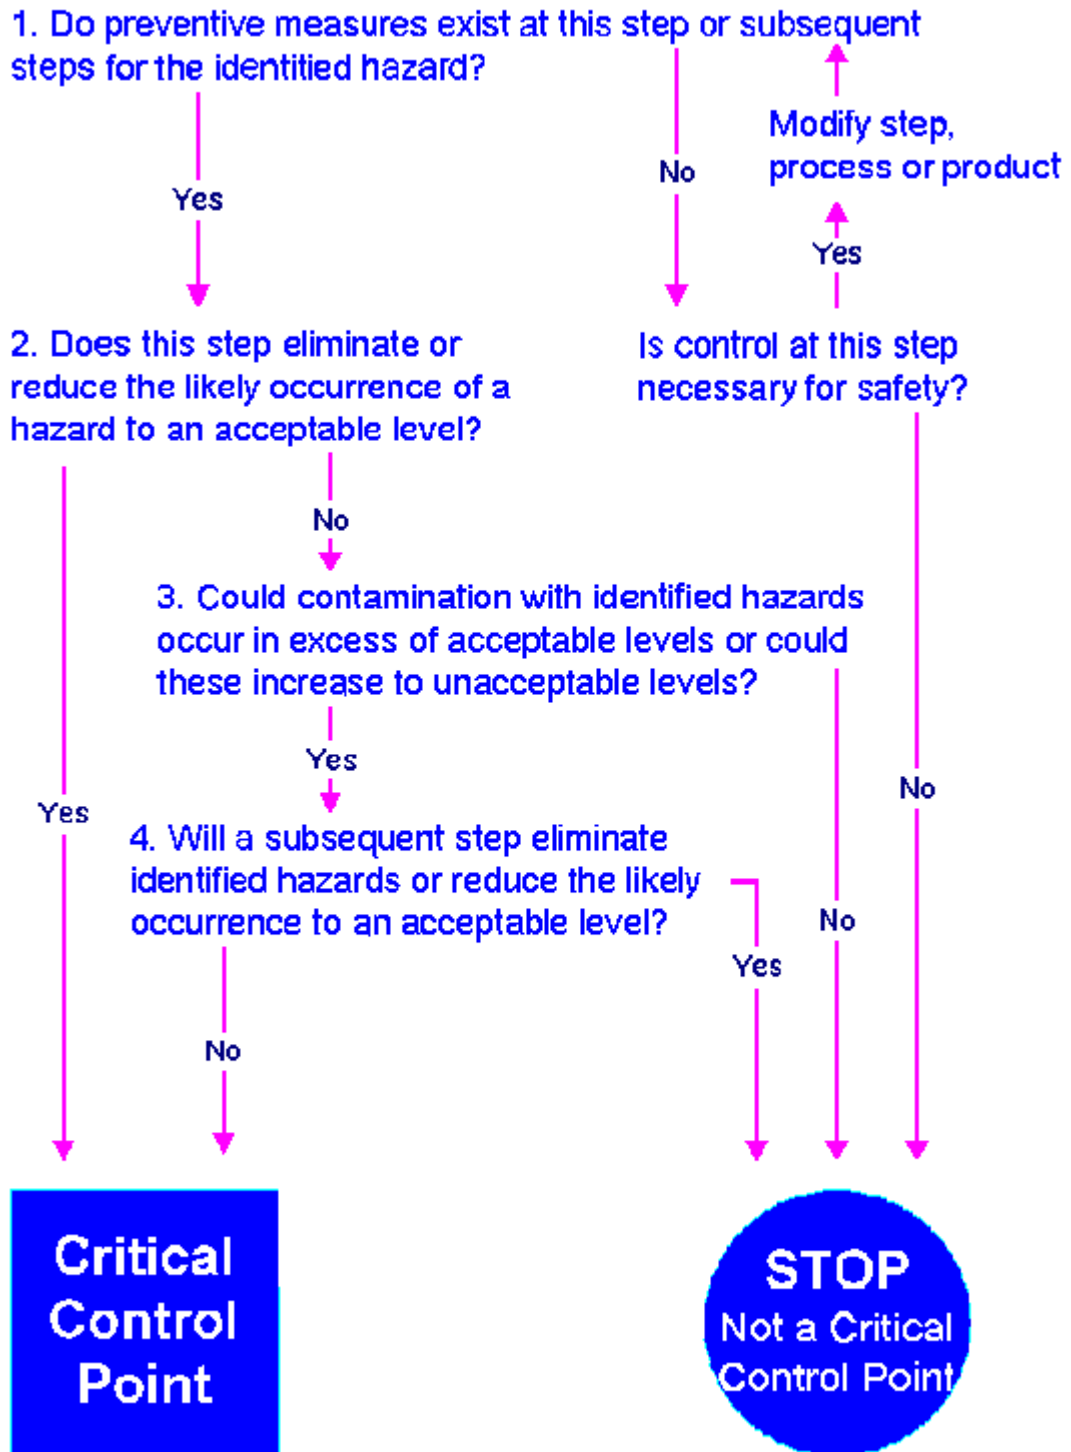 1. Do preventive measures exist at this step or subsequent
steps for the identitied hazard?
Modify step,
process or product
No
Yes
Yes
2. Does this step eliminate or
reduce the likely occurrence of a
hazard to an acceptable level?
Is control at this step
necessary for safety?
No
3. Could contamination with identified hazards
occur in excess of acceptable levels or could
these increase to unacceptable levels?
Yes
No
Yes
4. Will a subsequent step eliminate
identified hazards or reduce the likely
occurrence to an acceptable level?
No
Yes
No
Critical
Control
Point
STOP
Not a Critical
Control Point